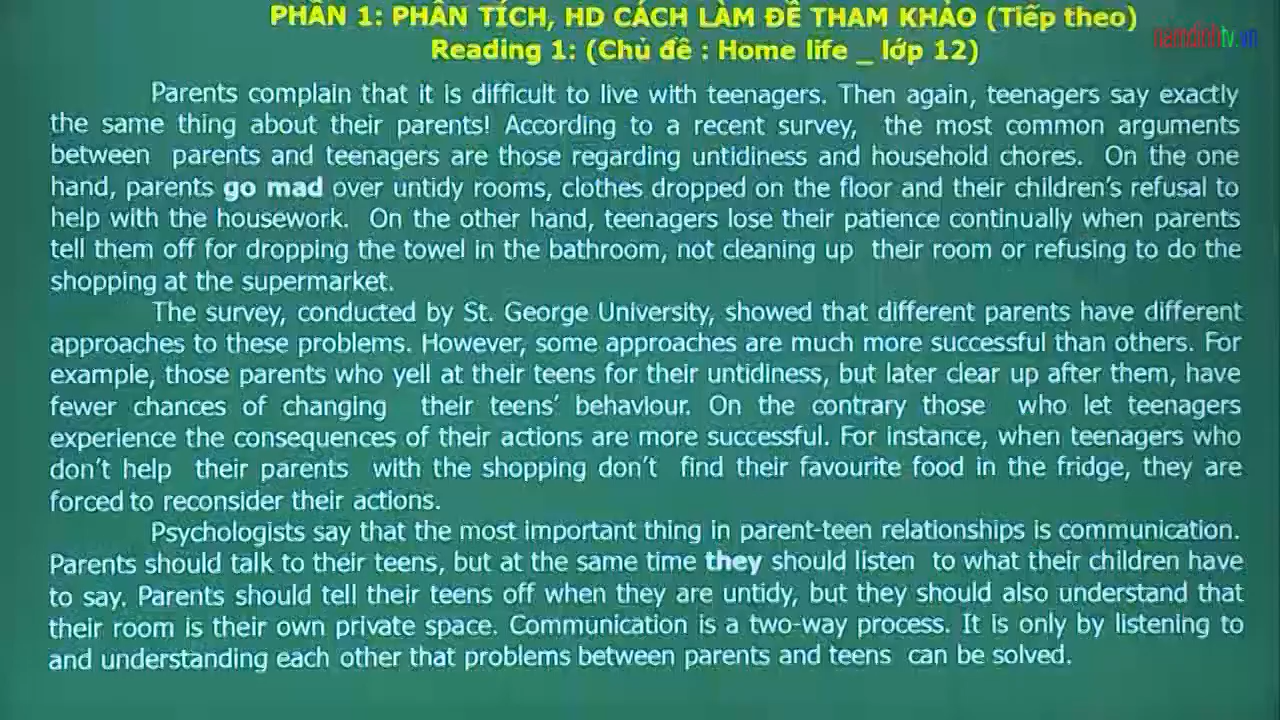 PHẦN 1: PHÂN TÍCH, HD CÁCH LÀM ĐỀ THAM KHẢO (Tiếp theo)
namdinhtv.vn
Reading 1: (Chủ đề : Home life _ lớp 12)
Parents complain that it is difficult to live with teenagers. Then again, teenagers say exactly
the same thing about their parents! According to a recent survey, the most common arguments
between parents and teenagers are those regarding untidiness and household chores. On the one
hand, parents go mad over untidy rooms, clothes dropped on the floor and their children's refusal to
help with the housework. On the other hand, teenagers lose their patience continually when parents
tell them off for dropping the towel in the bathroom, not cleaning up their room or refusing to do the
shopping at the supermarket.
The survey, conducted by St. George University, showed that different parents have different
approaches to these problems. However, some approaches are much more successful than others. For
example, those parents who yell at their teens for their untidiness, but later clear up after them, have
fewer chances of changing their teens' behaviour. On the contrary those who let teenagers
experience the consequences of their actions are more successful. For instance, when teenagers who
don't help their parents with the shopping don't find their favourite food in the fridge, they are
forced to reconsider their actions.
Psychologists say that the most important thing in parent-teen relationships is communication.
Parents should talk to their teens, but at the same time they should listen to what their children have
to say. Parents should tell their teens off when they are untidy, but they should also understand that
their room is their own private space. Communication is a two-way process. It is only by listening to
and understanding each other that problems between parents and teens can be solved.